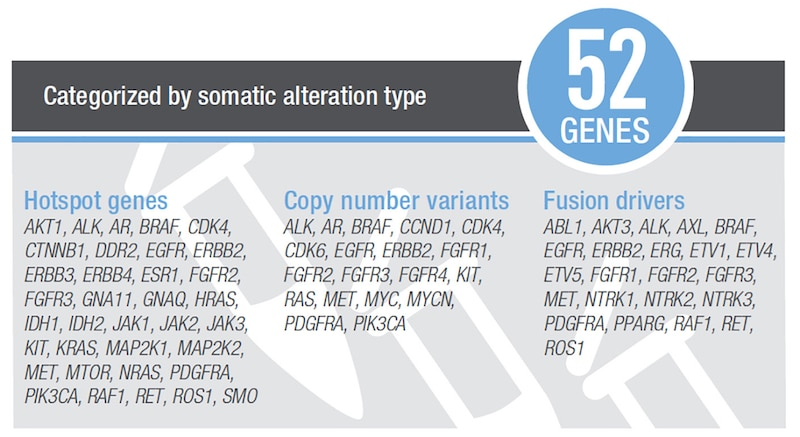 52
GENES
Categorized by somatic alteration type
Hotspot genes
AKT1, ALK, AR, BRAF, CDK4,
CTNNB1, DDR2, EGFR, ERBB2,
ERBB3, ERBB4, ESR1, FGFR2,
FGFR3, GNA11, GNAQ, HRAS,
IDH1, IDH2, JAK1, JAK2, JAK3,
KIT, KRAS, MAP2K1, MAP2K2,
MET, MTOR, NRAS, PDGFRA,
PIK3CA, RAF1, RET, ROS1, SMO
Copy number variants
ALK, AR, BRAF, CCND1, CDK4,
CDK6, EGFR, ERBB2, FGFR1,
FGFR2, FGFR3, FGFR4, KIT,
RAS, MET, MYC, MYCN,
PDGFRA, PIK3CA
Fusion drivers
ABL1, AKT3, ALK, AXL, BRAF,
EGFR, ERBB2, ERG, ETV1, ETV4,
ETV5, FGFR1, FGFR2, FGFR3,
MET, NTRK1, NTRK2, NTRK3,
PDGFRA, PPARG, RAF1, RET,
ROS1